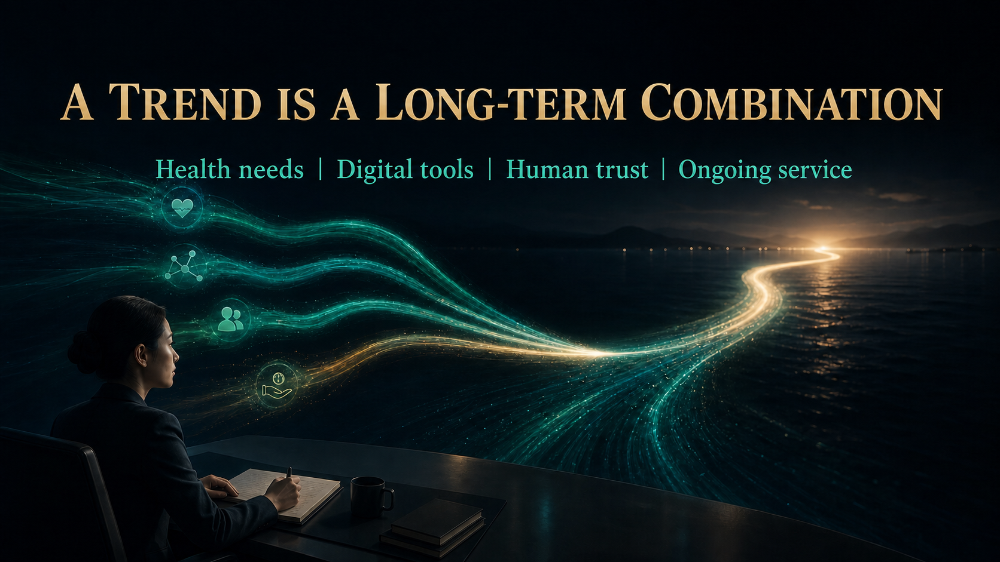 A Trend is a Long-term Combination
Health needs | Digital tools | Human trust | Ongoing service